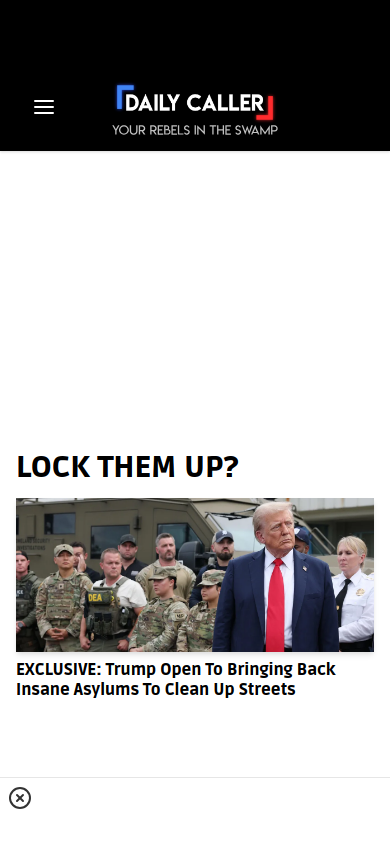 DAILY CALLER
YOUR REBELS IN THE SWAMP
LOCK THEM UP?
DEA
EXCLUSIVE: Trump Open To Bringing Back
Insane Asylums To Clean Up Streets